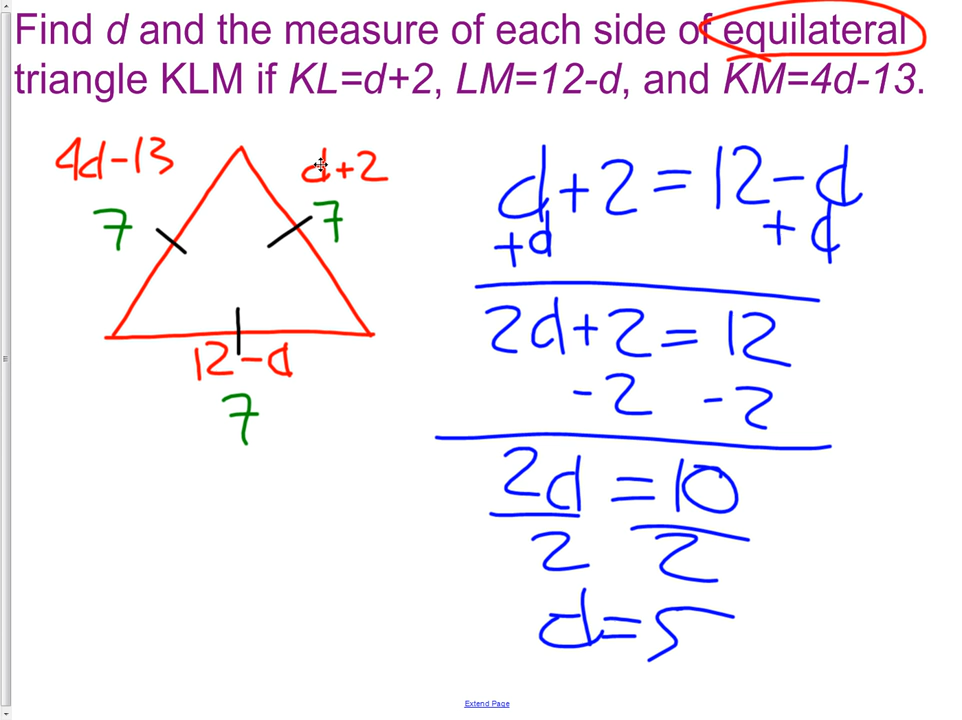 Find d and the measure of each side of equilateral
triangle KLM if KL=d+2, LM=12-d, and KM=4d-13.
4d-13
d+2
7
7
12-d
7
d+2=12-d
+d +d
2d+2=12
-2 -2
2d=10
2 2
d=5
Extend Page